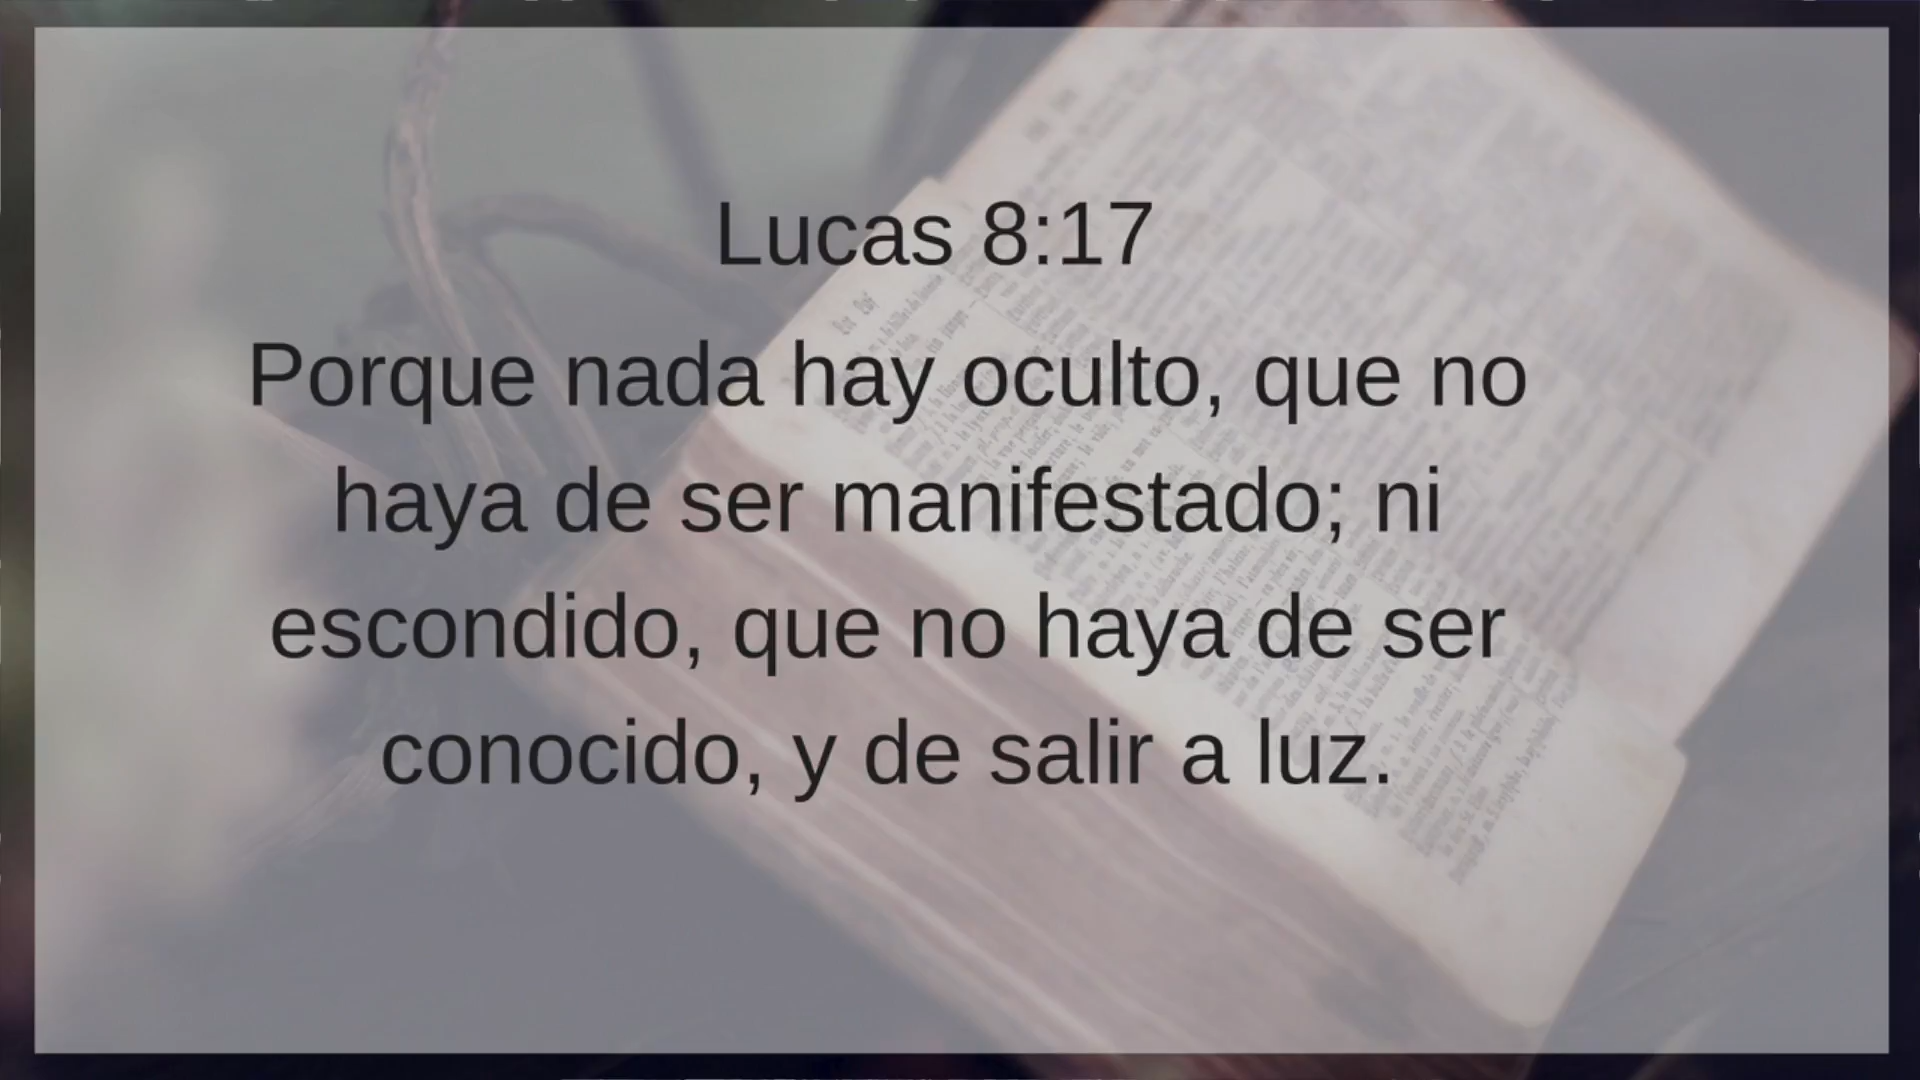 Lucas 8:17
Porque nada hay oculto, que no
haya de ser manifestado; ni
escondido, que no haya de ser
conocido, y de salir a luz.